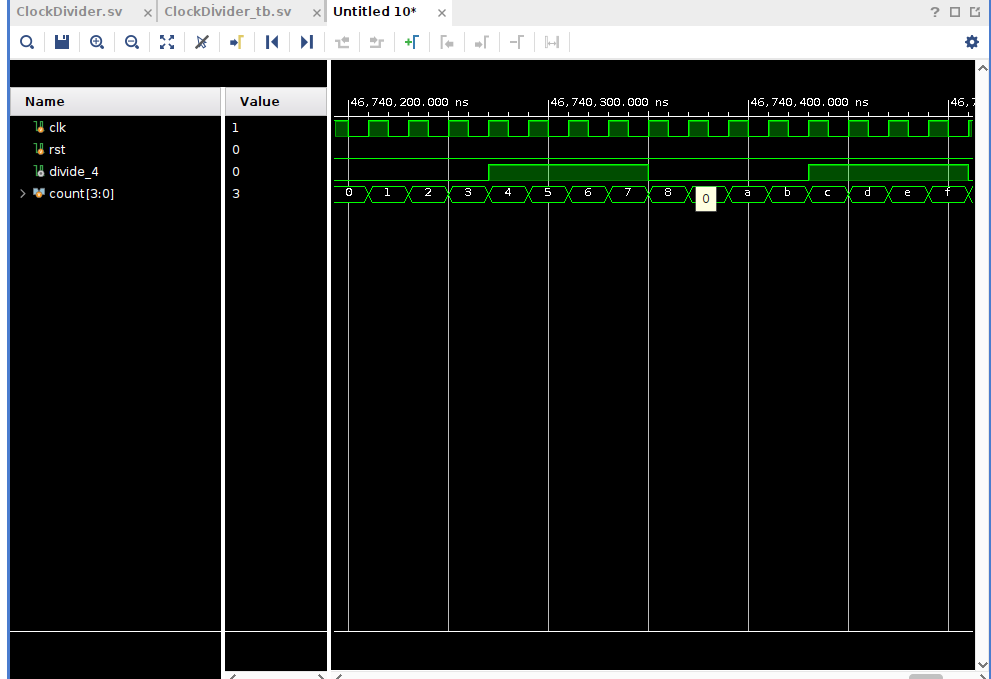 ClockDivider.sv × ClockDivider_tb.sv × Untitled 10* × ?
Name Value
46,740,200.000 ns 46,740,300.000 ns 46,740,400.000 ns 46,7
clk 1
rst 0
divide_4 0
count[3:0] 3 0 1 2 3 4 5 6 7 8 a b c d e f
0